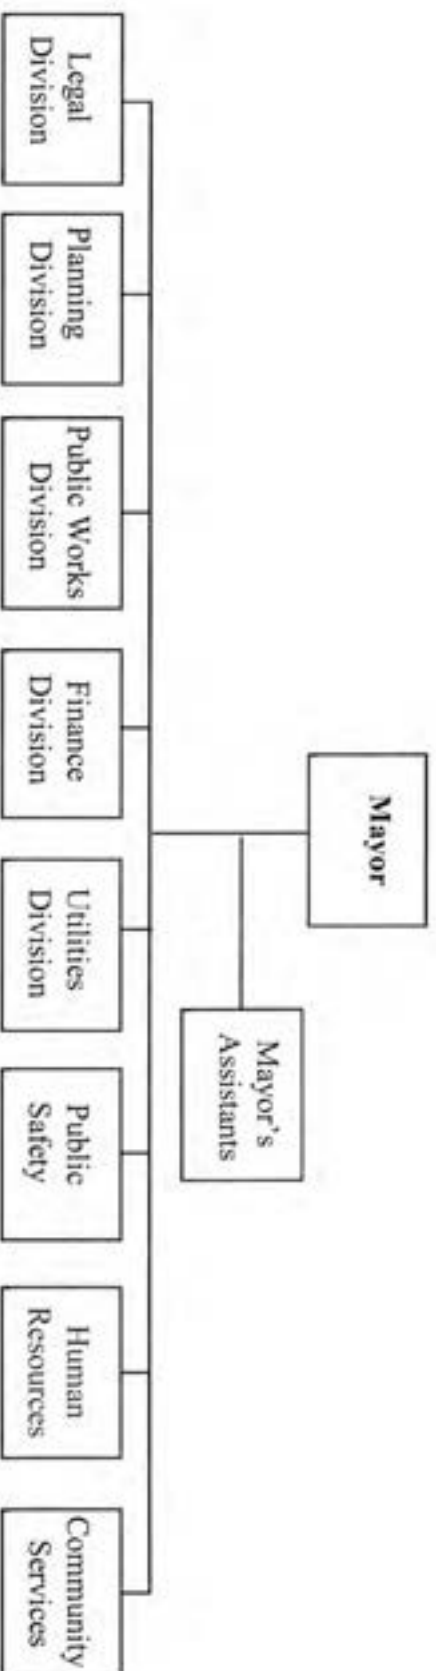 Mayor
Mayor's
Assistants
Legal
Division
Planning
Division
Public Works
Division
Finance
Division
Utilities
Division
Public
Safety
Human
Resources
Community
Services